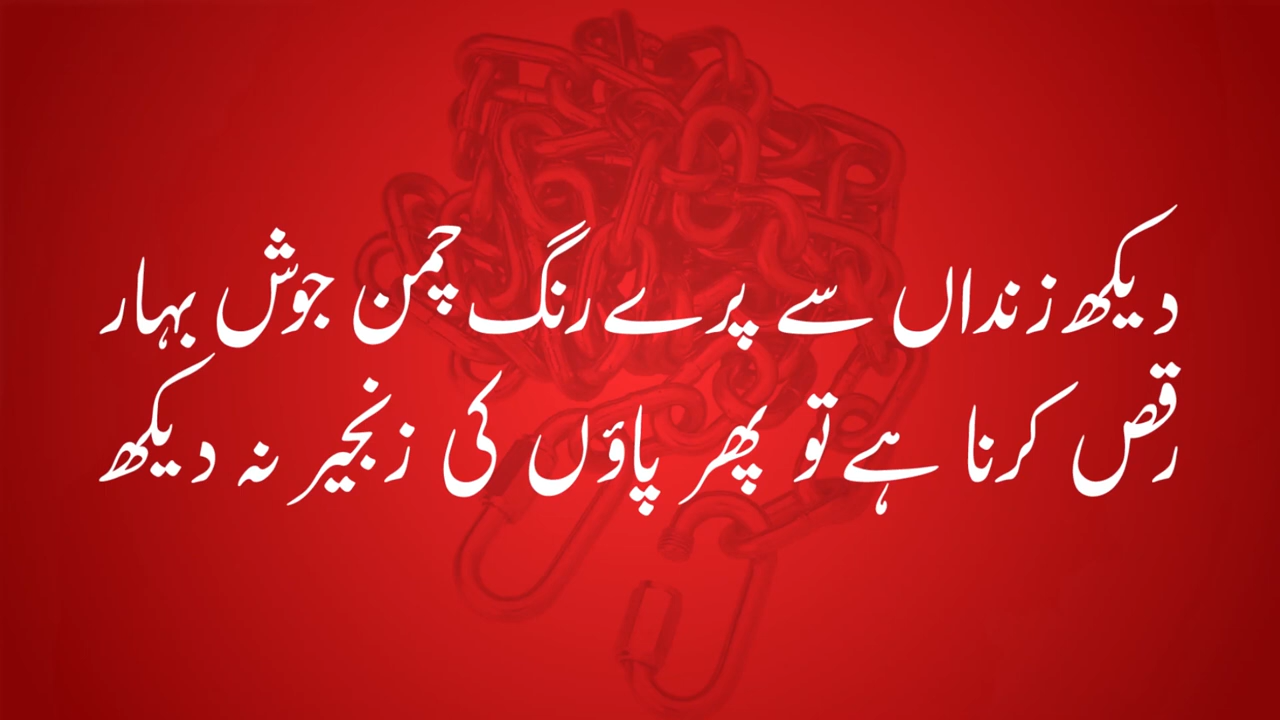 دیکھ زنداں سے پرے رنگ چمن جوش بہار
رقص کرنا ہے تو پھر پاؤں کی زنجیر نہ دیکھ